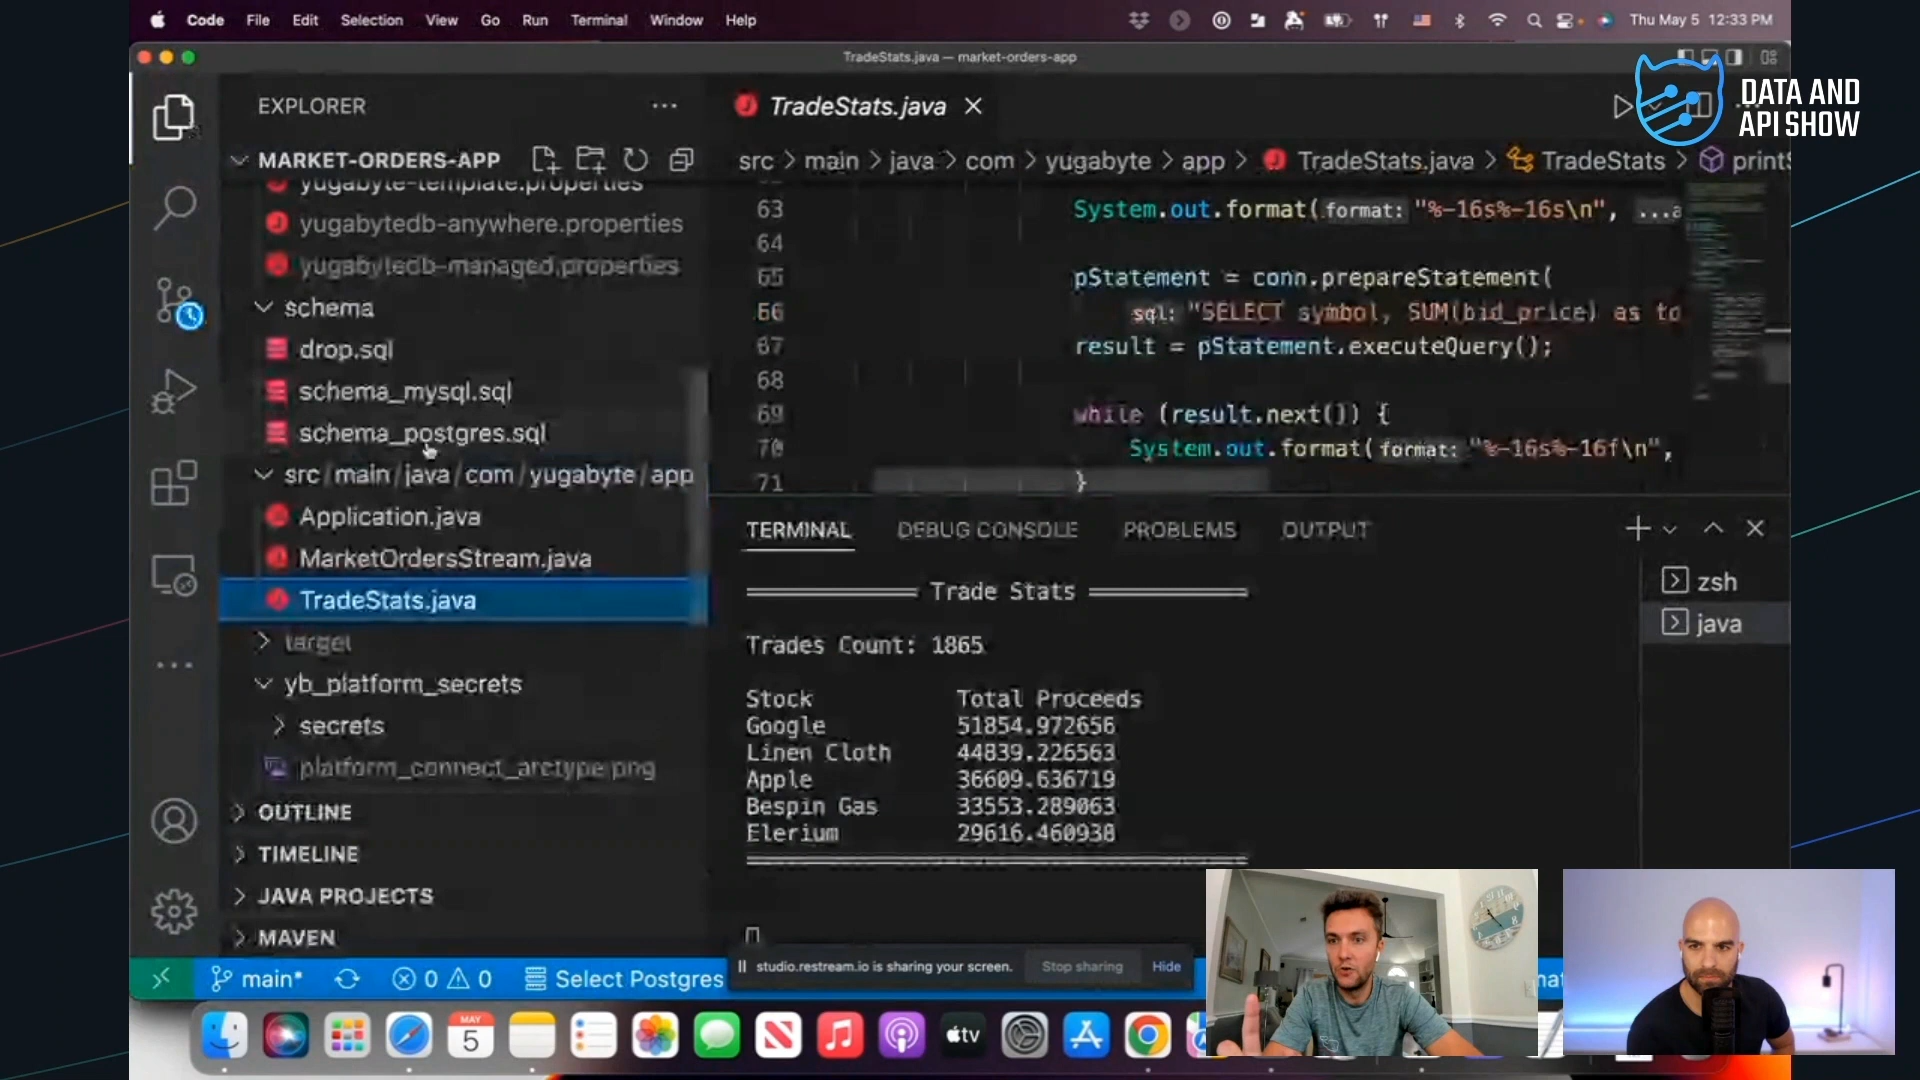 Code File Edit Selection View Go Run Terminal Window Help Thu May 5 12:33 PM
TradeStats.java — market-orders-app
DATA AND
API SHOW
EXPLORER
MARKET-ORDERS-APP
yugabyte-template.properties
yugabytedb-anywhere.properties
yugabytedb-managed.properties
schema
drop.sql
schema_mysql.sql
schema_postgres.sql
src/main/java/com/yugabyte/app
Application.java
MarketOrdersStream.java
TradeStats.java
target
yb_platform_secrets
secrets
platform_connect_arctype.png
OUTLINE
TIMELINE
JAVA PROJECTS
MAVEN
TradeStats.java
src > main > java > com > yugabyte > app > TradeStats.java > TradeStats >
63 System.out.format(format: "%-16s%-16s\n", ...a
64
65 pStatement = conn.prepareStatement(
66 sql: "SELECT symbol, SUM(bid_price) as to
67 result = pStatement.executeQuery();
68
69 while (result.next()) {
70 System.out.format(format: "%-16s%-16f\n",
71 }
TERMINAL DEBUG CONSOLE PROBLEMS OUTPUT
zsh
java
Trade Stats
Trades Count: 1865
Stock Total Proceeds
Google 51854.972656
Linen Cloth 44839.226563
Apple 36609.636719
Bespin Gas 33553.289063
Elerium 29616.460938
main* 0 0 Select Postgres
studio.restream.io is sharing your screen. Stop sharing Hide
MAY
5
tv